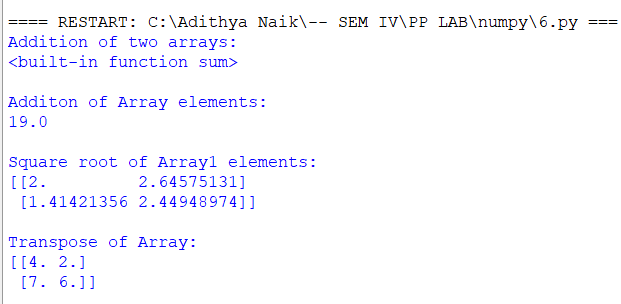 ==== RESTART: C:\Adithya Naik\-- SEM IV\PP LAB\numpy\6.py ===
Addition of two arrays:
<built-in function sum>
Additon of Array elements:
19.0
Square root of Array1 elements:
[[2.         2.64575131]
 [1.41421356 2.44948974]]
Transpose of Array:
[[4. 2.]
 [7. 6.]]